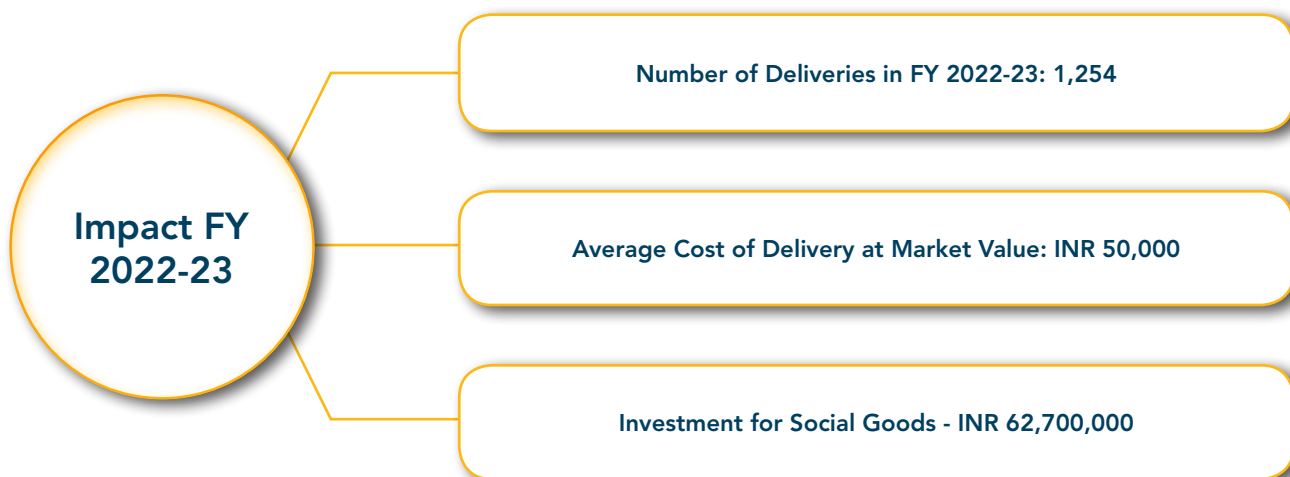 Impact FY
2022-23
Number of Deliveries in FY 2022-23: 1,254
Average Cost of Delivery at Market Value: INR 50,000
Investment for Social Goods - INR 62,700,000